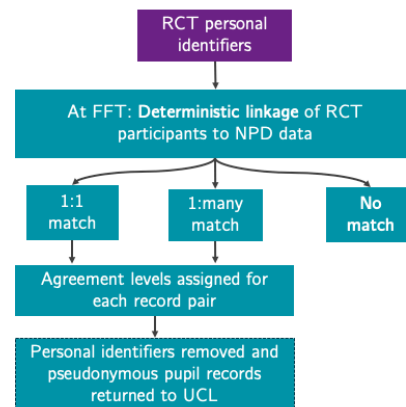 RCT personal
identifiers
At FFT: Deterministic linkage of RCT
participants to NPD data
1:1
match
1:many
match
No
match
Agreement levels assigned for
each record pair
Personal identifiers removed and
pseudonymous pupil records
returned to UCL